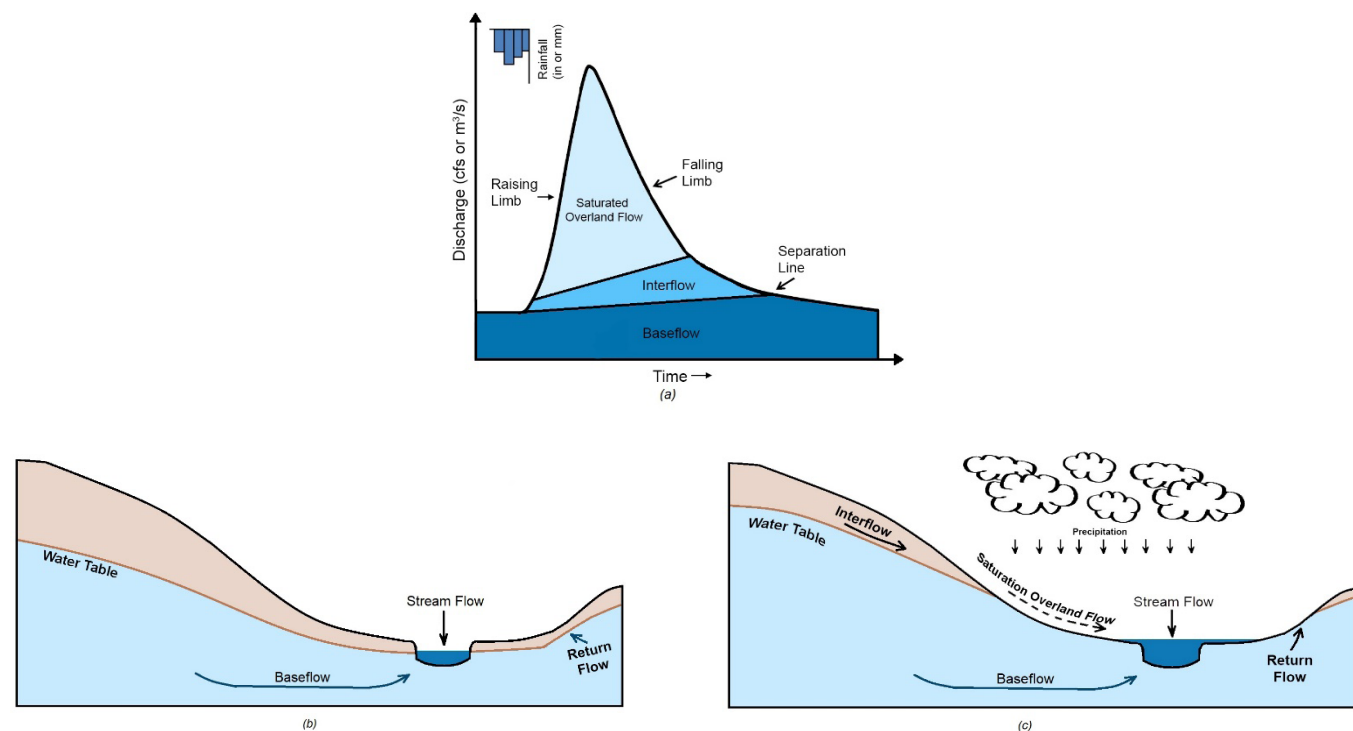 Rainfall
(in or mm)
Discharge (cfs or m³/s)
Raising
Limb
Falling
Limb
Saturated
Overland Flow
Separation
Line
Interflow
Baseflow
Time
(a)
Water Table
Stream Flow
Return
Flow
Baseflow
(b)
Interflow
Water Table
Precipitation
Saturation Overland Flow
Stream Flow
Return
Flow
Baseflow
(c)